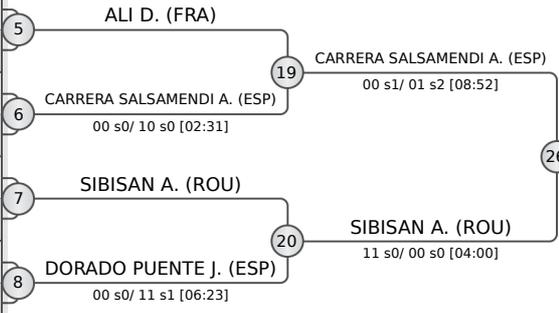 5
ALI D. (FRA)
19
CARRERA SALSAMENDI A. (ESP)
00 s1/ 01 s2 [08:52]
6
CARRERA SALSAMENDI A. (ESP)
00 s0/ 10 s0 [02:31]
26
7
SIBISAN A. (ROU)
20
SIBISAN A. (ROU)
11 s0/ 00 s0 [04:00]
8
DORADO PUENTE J. (ESP)
00 s0/ 11 s1 [06:23]